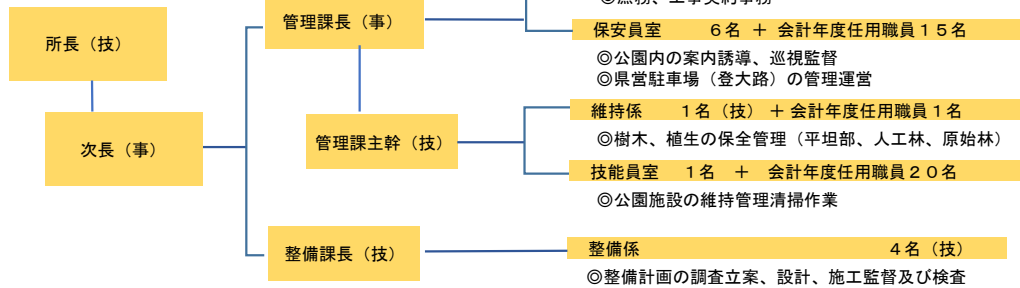 所長（技）
次長（事）
管理課長（事）
管理課主幹（技）
整備課長（技）
◎庶務、工事契約事務
保安員室　６名 ＋ 会計年度任用職員１５名
◎公園内の案内誘導、巡視監督
◎県営駐車場（登大路）の管理運営
維持係　１名（技）＋会計年度任用職員１名
◎樹木、植生の保全管理（平坦部、人工林、原始林）
技能員室　１名　＋　会計年度任用職員２０名
◎公園施設の維持管理清掃作業
整備係　４名（技）
◎整備計画の調査立案、設計、施工監督及び検査